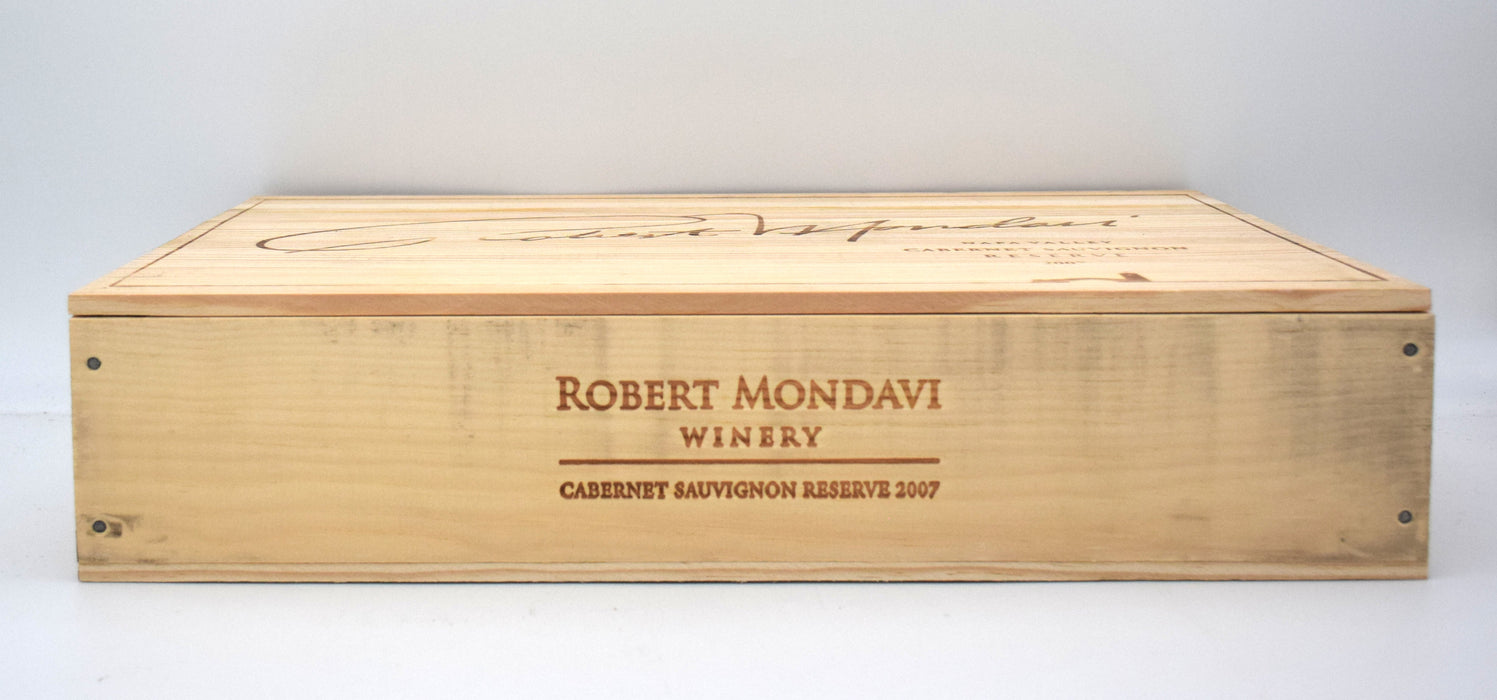 Robert Mondavi
NAPA VALLEY
CABERNET SAUVIGNON
RESERVE
ROBERT MONDAVI
WINERY
CABERNET SAUVIGNON RESERVE 2007